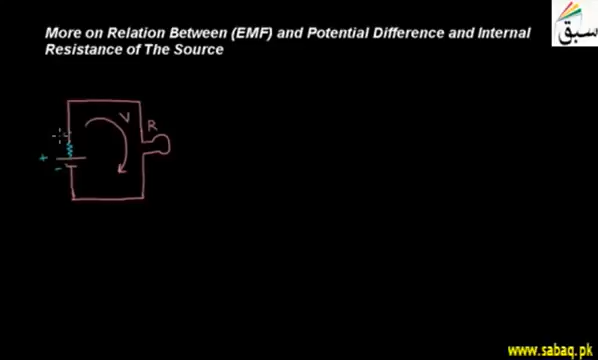 More on Relation Between (EMF) and Potential Difference and Internal
Resistance of The Source
سبق
V
R
+
-
www.sabaq.pk